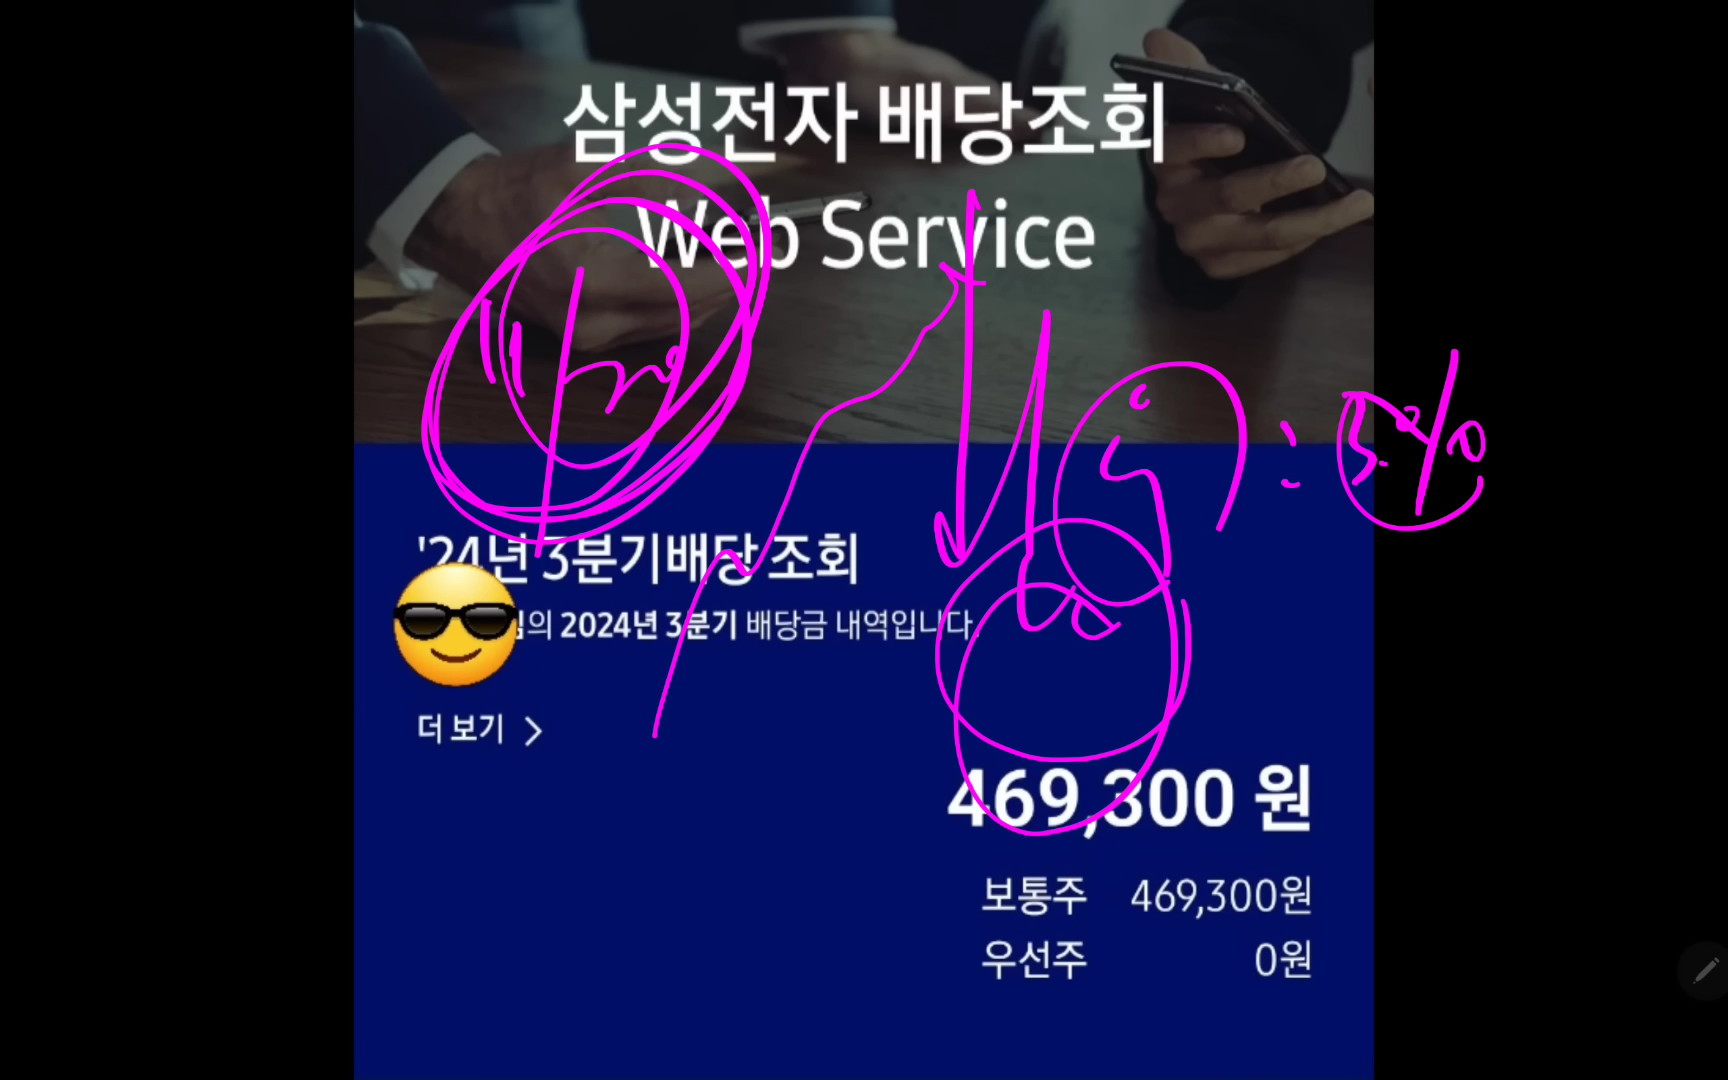 삼성전자 배당조회
Web Service
'24년 3분기배당 조회
님의 2024년 3분기 배당금 내역입니다.
더 보기
469,300 원
보통주 469,300원
우선주 0원